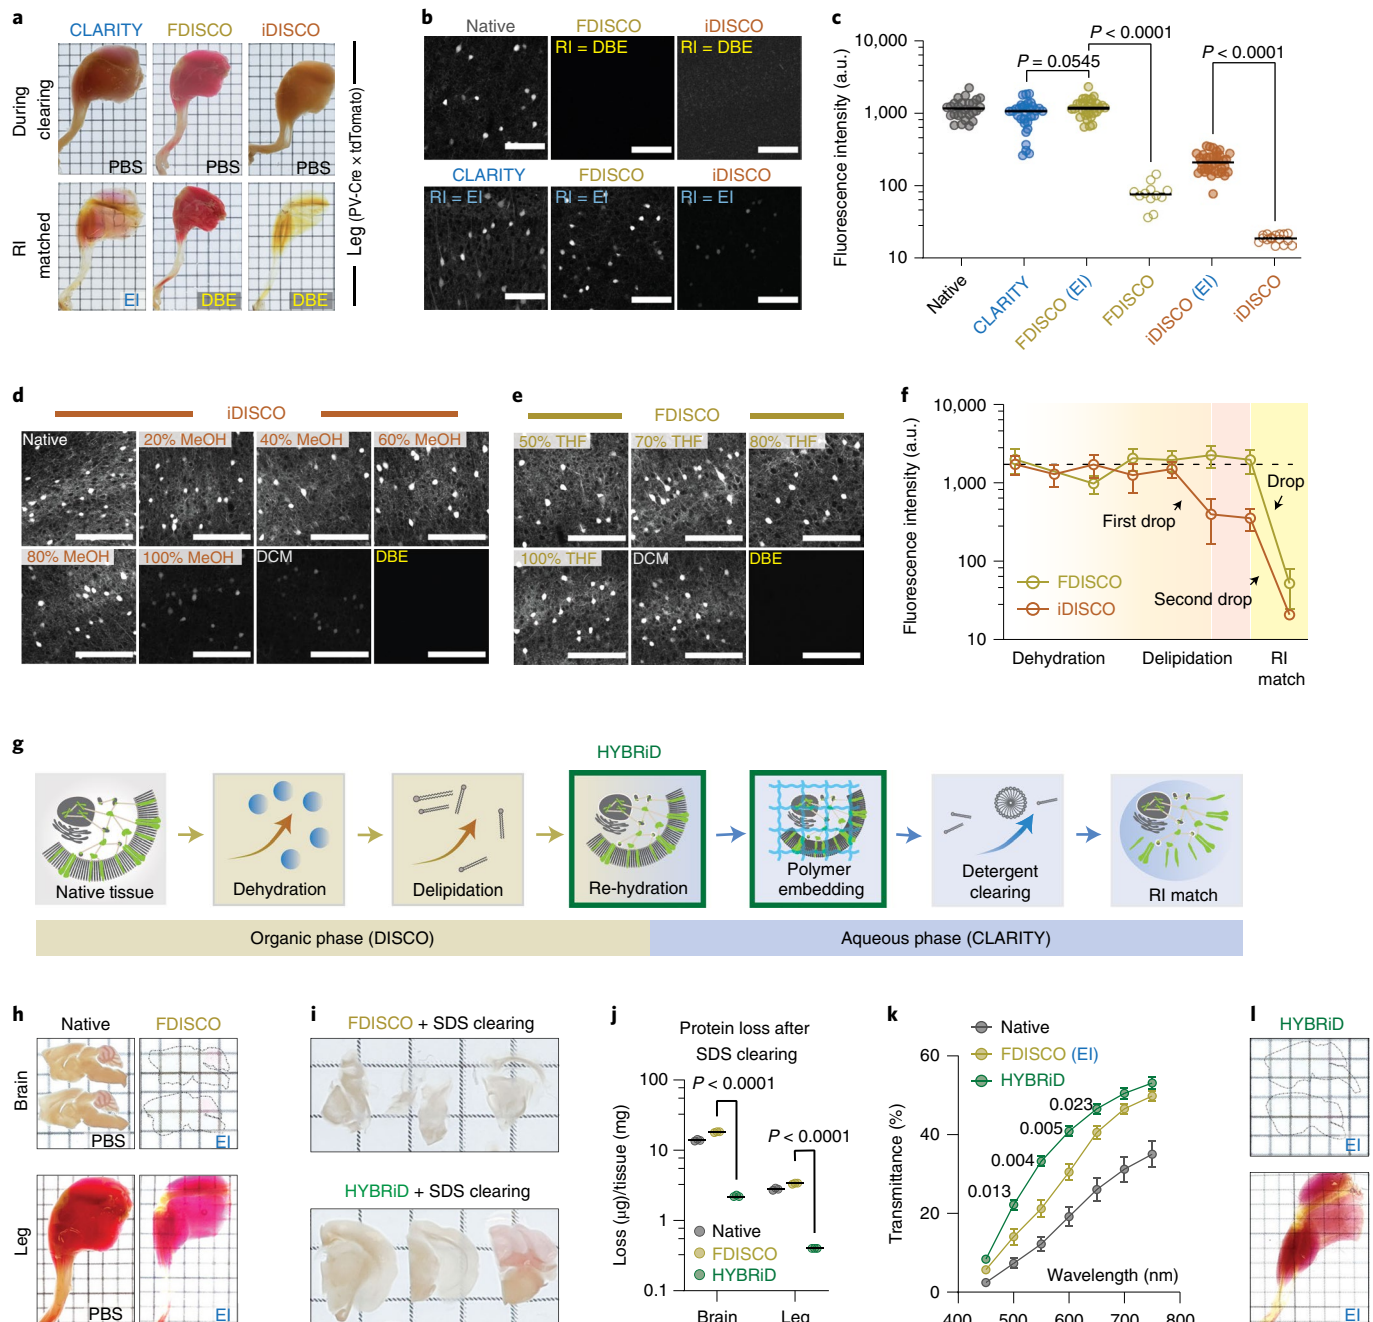 a
CLARITY
FDISCO
iDISCO
During
clearing
PBS
PBS
PBS
RI
matched
EI
DBE
DBE
Leg (PV-Cre × tdTomato)
b
Native
FDISCO
iDISCO
RI = DBE
RI = DBE
CLARITY
FDISCO
iDISCO
RI = EI
RI = EI
RI = EI
c
P < 0.0001
P = 0.0545
P < 0.0001
Fluorescence intensity (a.u.)
10,000
1,000
100
10
Native
CLARITY
FDISCO (EI)
FDISCO
iDISCO (EI)
iDISCO
d
iDISCO
Native
20% MeOH
40% MeOH
60% MeOH
80% MeOH
100% MeOH
DCM
DBE
e
FDISCO
50% THF
70% THF
80% THF
100% THF
DCM
DBE
f
Fluorescence intensity (a.u.)
10,000
1,000
100
10
First drop
Drop
Second drop
FDISCO
iDISCO
Dehydration
Delipidation
RI
match
g
HYBRiD
Native tissue
Dehydration
Delipidation
Re-hydration
Polymer
embedding
Detergent
clearing
RI match
Organic phase (DISCO)
Aqueous phase (CLARITY)
h
Native
FDISCO
Brain
PBS
EI
Leg
PBS
EI
i
FDISCO + SDS clearing
HYBRiD + SDS clearing
j
Protein loss after
SDS clearing
P < 0.0001
P < 0.0001
Loss (µg)/tissue (mg)
100
10
1
0.1
Native
FDISCO
HYBRiD
Brain
Leg
k
Native
FDISCO (EI)
HYBRiD
Transmittance (%)
60
40
20
0
0.013
0.004
0.005
0.023
Wavelength (nm)
400
500
600
700
800
l
HYBRiD
EI
EI